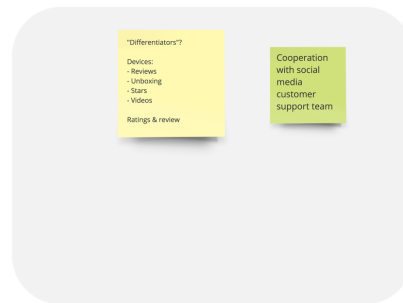 "Differentiators"?
Devices:
- Reviews
- Unboxing
- Stars
- Videos
Ratings & review
Cooperation
with social
media
customer
support team